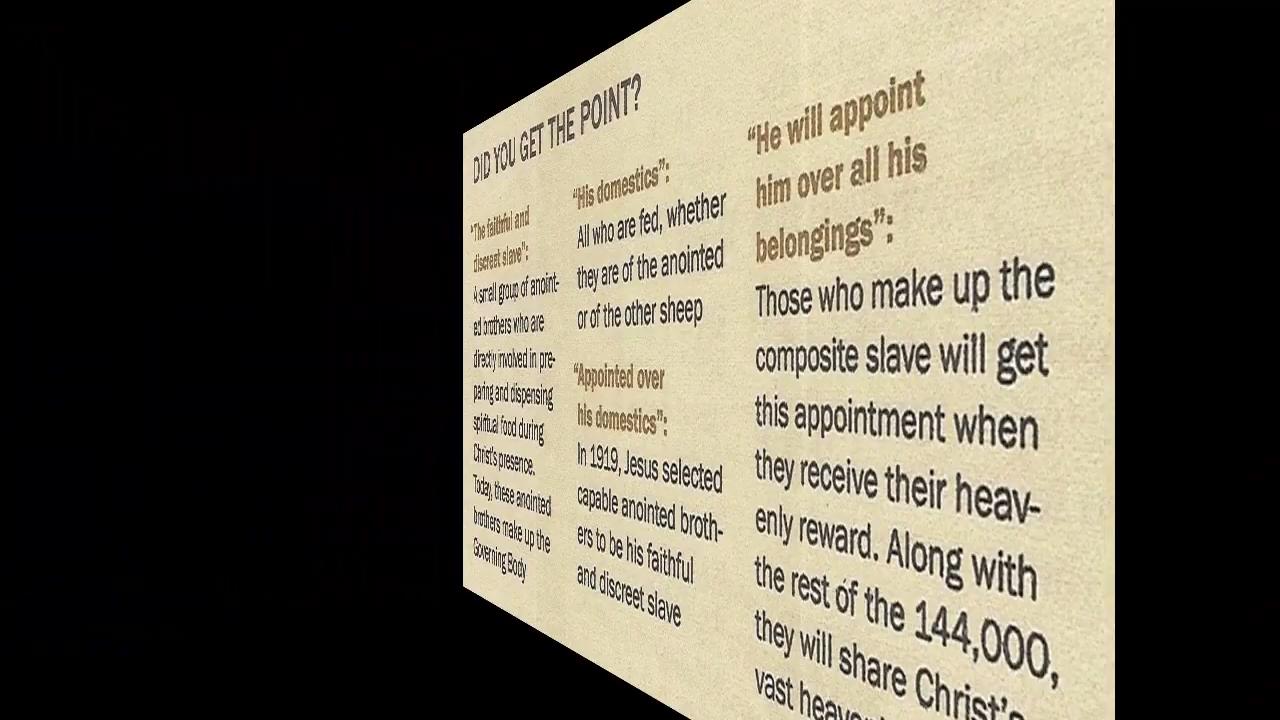 DID YOU GET THE POINT?
"The faithful and
discreet slave":
A small group of anoint-
ed brothers who are
directly involved in pre-
paring and dispensing
spiritual food during
Christ's presence.
Today, these anointed
brothers make up the
Governing Body
"His domestics":
All who are fed, whether
they are of the anointed
or of the other sheep
"Appointed over
his domestics":
In 1919, Jesus selected
capable anointed broth-
ers to be his faithful
and discreet slave
"He will appoint
him over all his
belongings":
Those who make up the
composite slave will get
this appointment when
they receive their heav-
enly reward. Along with
the rest of the 144,000,
they will share Christ's
vast